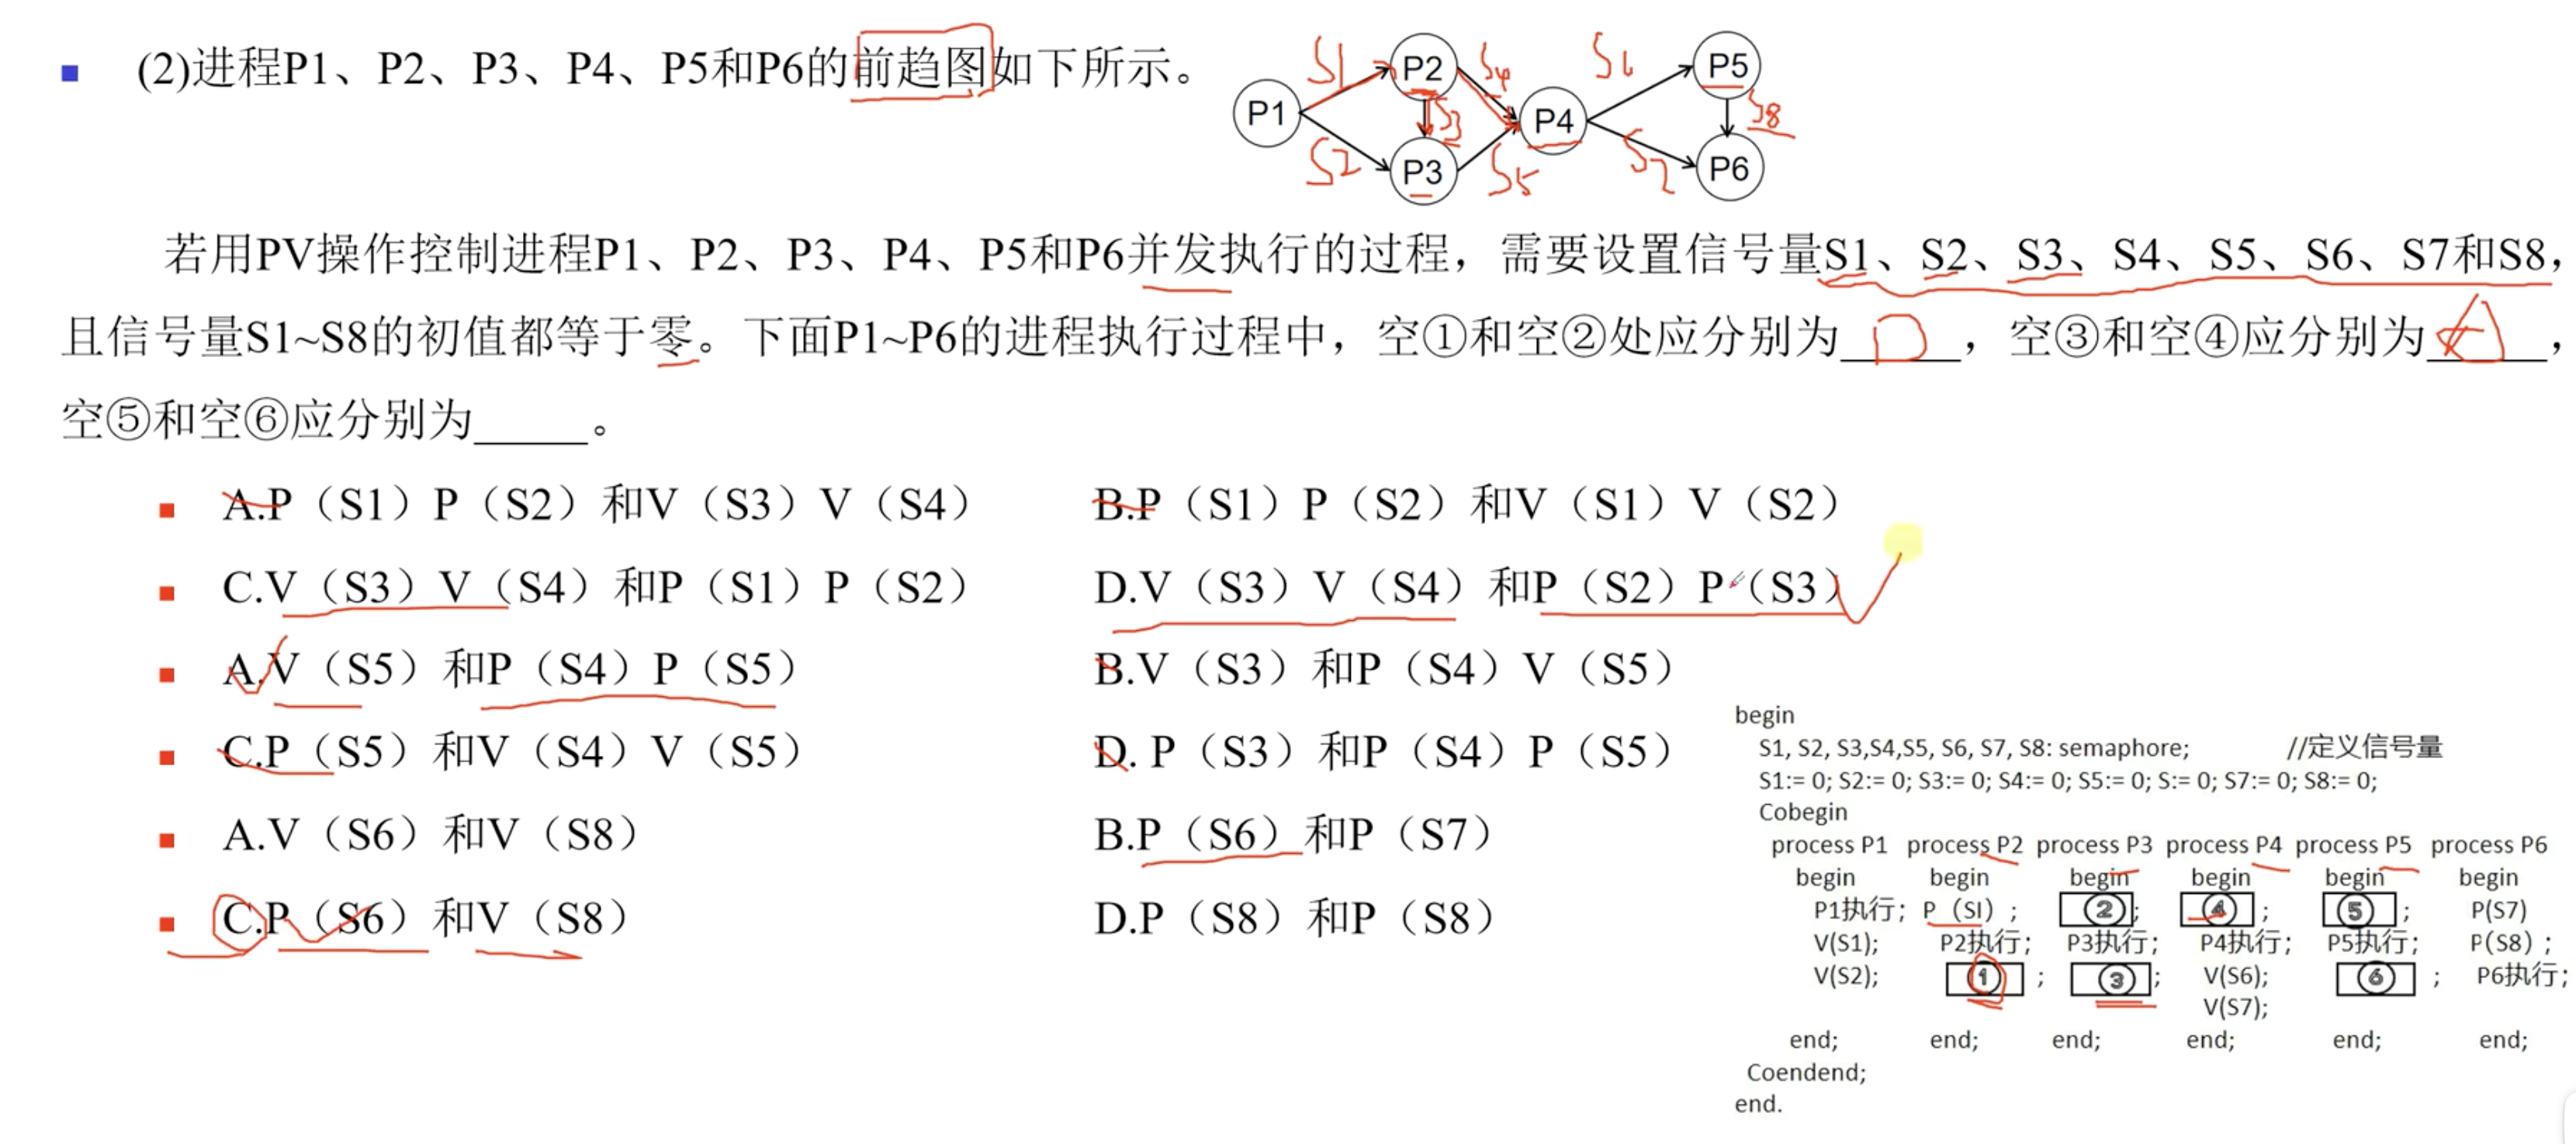 (2)进程P1、P2、P3、P4、P5和P6的前趋图如下所示。
S1 P2 S4 S6 P5
P1 S3 P4 S8
S2 P3 S5 S7 P6
若用PV操作控制进程P1、P2、P3、P4、P5和P6并发执行的过程，需要设置信号量S1、S2、S3、S4、S5、S6、S7和S8，
且信号量S1~S8的初值都等于零。下面P1~P6的进程执行过程中，空①和空②处应分别为 D ，空③和空④应分别为 A ，
空⑤和空⑥应分别为_____。
A.P（S1）P（S2）和V（S3）V（S4） B.P（S1）P（S2）和V（S1）V（S2）
C.V（S3）V（S4）和P（S1）P（S2） D.V（S3）V（S4）和P（S2）P（S3）
A.V（S5）和P（S4）P（S5） B.V（S3）和P（S4）V（S5）
C.P（S5）和V（S4）V（S5） D. P（S3）和P（S4）P（S5）
A.V（S6）和V（S8） B.P（S6）和P（S7）
C.P（S6）和V（S8） D.P（S8）和P（S8）
begin
S1, S2, S3,S4,S5, S6, S7, S8: semaphore; //定义信号量
S1:= 0; S2:= 0; S3:= 0; S4:= 0; S5:= 0; S:= 0; S7:= 0; S8:= 0;
Cobegin
process P1 process P2 process P3 process P4 process P5 process P6
begin begin begin begin begin begin
P1执行; P（SI）; ②; ④; ⑤; P(S7)
V(S1); P2执行; P3执行; P4执行; P5执行; P(S8) ;
V(S2); ①; ③; V(S6); ⑥; P6执行;
V(S7);
end; end; end; end; end; end;
Coendend;
end.